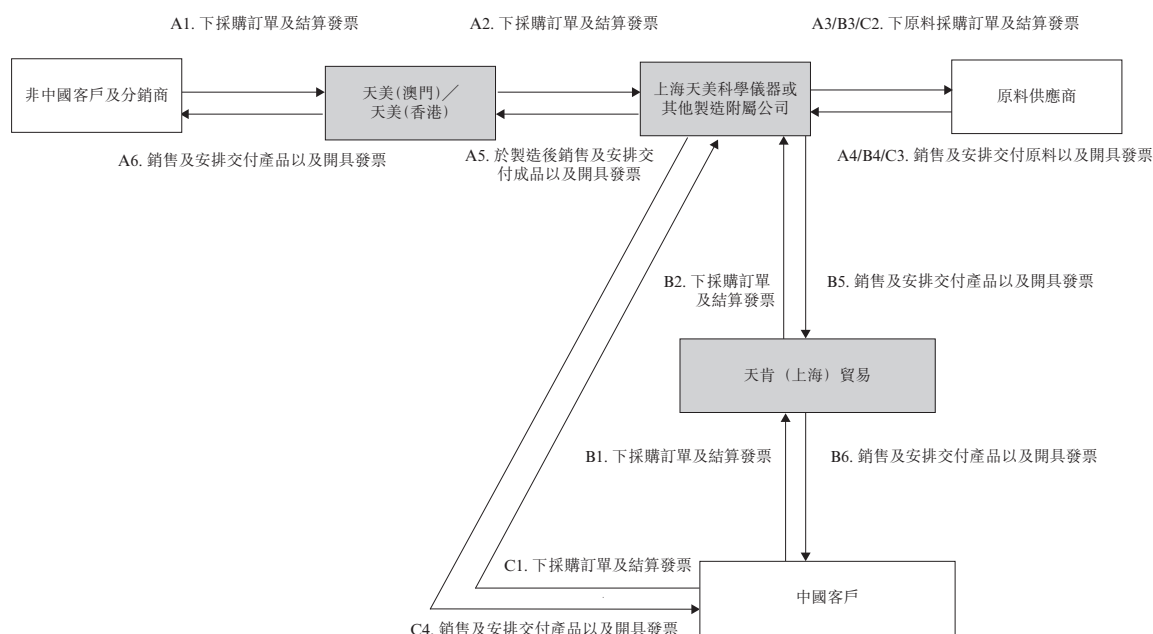 A1. 下採購訂單及結算發票
A2. 下採購訂單及結算發票
A3/B3/C2. 下原料採購訂單及結算發票
非中國客戶及分銷商
天美(澳門)／
天美(香港)
上海天美科學儀器或
其他製造附屬公司
原料供應商
A6. 銷售及安排交付產品以及開具發票
A5. 於製造後銷售及安排交
付成品以及開具發票
A4/B4/C3. 銷售及安排交付原料以及開具發票
B2. 下採購訂單
及結算發票
B5. 銷售及安排交付產品以及開具發票
天肯（上海）貿易
B1. 下採購訂單及結算發票
B6. 銷售及安排交付產品以及開具發票
C1. 下採購訂單及結算發票
中國客戶
C4. 銷售及安排交付產品以及開具發票